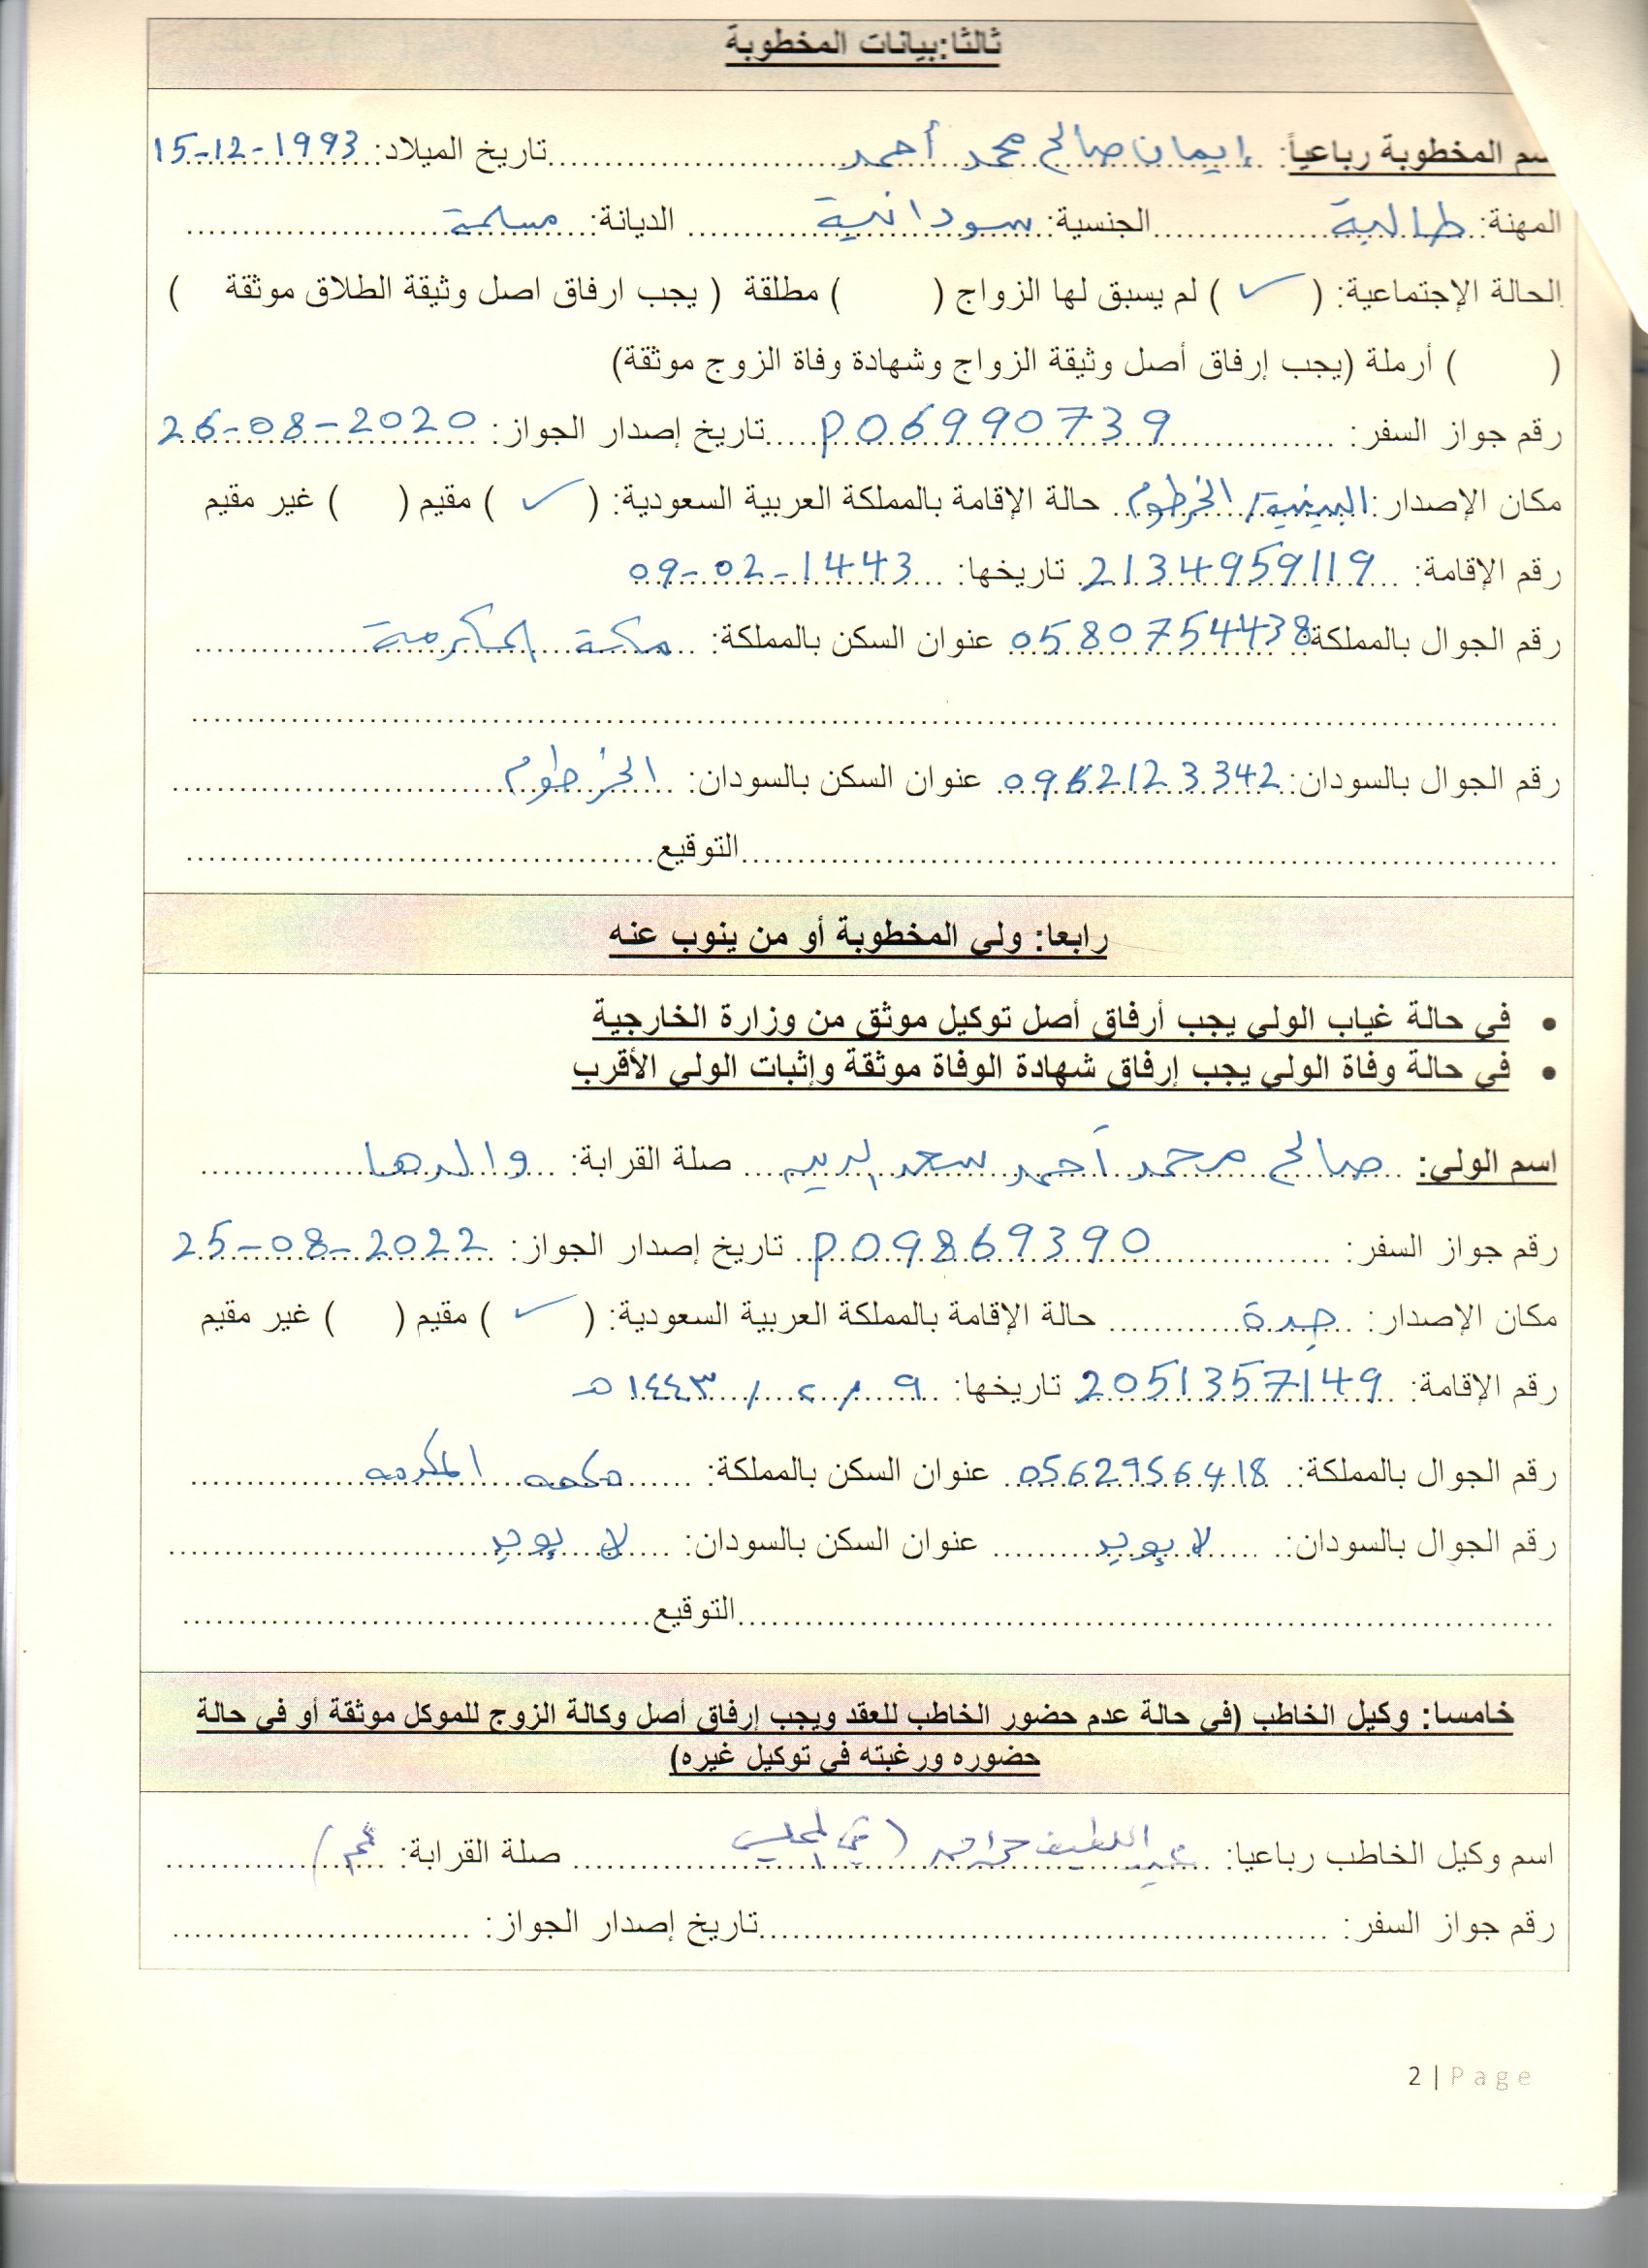 ثالثا:بيانات المخطوبة
سم المخطوبة رباعياً: إيمان صالح محمد أحمد تاريخ الميلاد: 15-12-1993
المهنة: طالبة الجنسية: سودانية الديانة: مسلمة
الحالة الإجتماعية: ( ✓ ) لم يسبق لها الزواج ( ) مطلقة ( يجب ارفاق اصل وثيقة الطلاق موثقة )
( ) أرملة (يجب إرفاق أصل وثيقة الزواج وشهادة وفاة الزوج موثقة)
رقم جواز السفر: P06990739 تاريخ إصدار الجواز: 26-08-2020
مكان الإصدار: الخرطوم حالة الإقامة بالمملكة العربية السعودية: ( ✓ ) مقيم ( ) غير مقيم
رقم الإقامة: 2134959119 تاريخها: 09-02-1443
رقم الجوال بالمملكة: 0580754438 عنوان السكن بالمملكة: مكة المكرمة
رقم الجوال بالسودان: 0962123342 عنوان السكن بالسودان: الخرطوم
التوقيع
رابعا: ولي المخطوبة أو من ينوب عنه
• في حالة غياب الولي يجب أرفاق أصل توكيل موثق من وزارة الخارجية
• في حالة وفاة الولي يجب إرفاق شهادة الوفاة موثقة وإثبات الولي الأقرب
اسم الولي: صالح محمد أحمد سعد صلة القرابة: والدها
رقم جواز السفر: P09869390 تاريخ إصدار الجواز: 25-08-2022
مكان الإصدار: جدة حالة الإقامة بالمملكة العربية السعودية: ( ✓ ) مقيم ( ) غير مقيم
رقم الإقامة: 2051357149 تاريخها: ٩ / ٢ / ١٤٤٣ هـ
رقم الجوال بالمملكة: 0562956418 عنوان السكن بالمملكة: مكه المكرمه
رقم الجوال بالسودان: لا يوجد عنوان السكن بالسودان: لا يوجد
التوقيع
خامسا: وكيل الخاطب (في حالة عدم حضور الخاطب للعقد ويجب إرفاق أصل وكالة الزوج للموكل موثقة أو في حالة
حضوره ورغبته في توكيل غيره)
اسم وكيل الخاطب رباعيا: عبد اللطيف (في المجلس صلة القرابة: عم)
رقم جواز السفر: تاريخ إصدار الجواز:
2 | Page